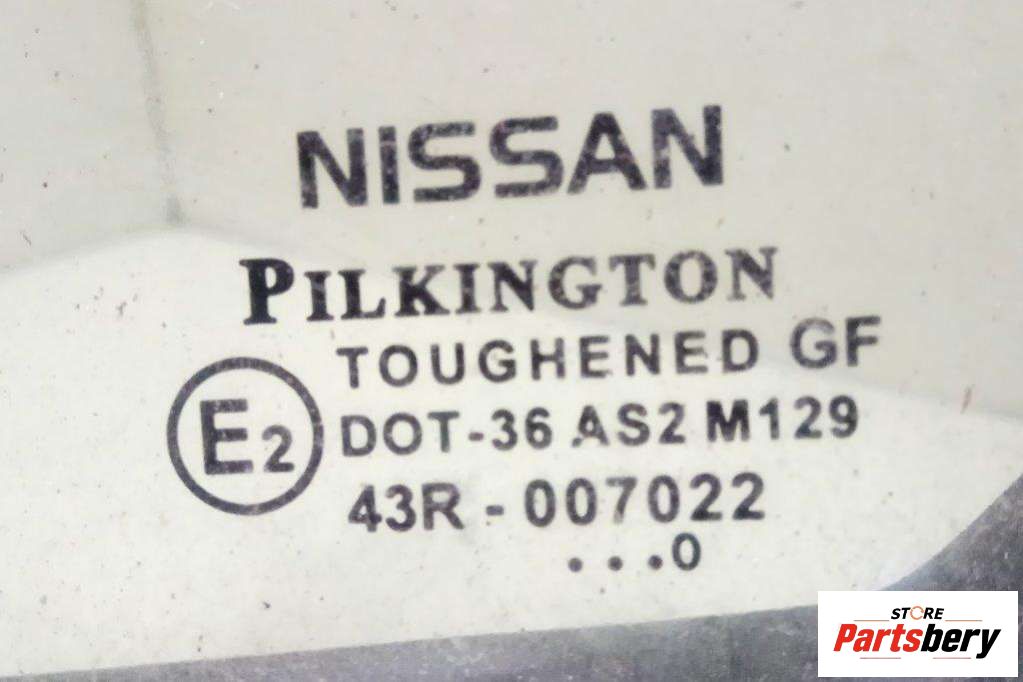 NISSAN
PILKINGTON
TOUGHENED GF
E2
DOT-36 AS2 M129
43R - 007022
...0
STORE
Partsbery